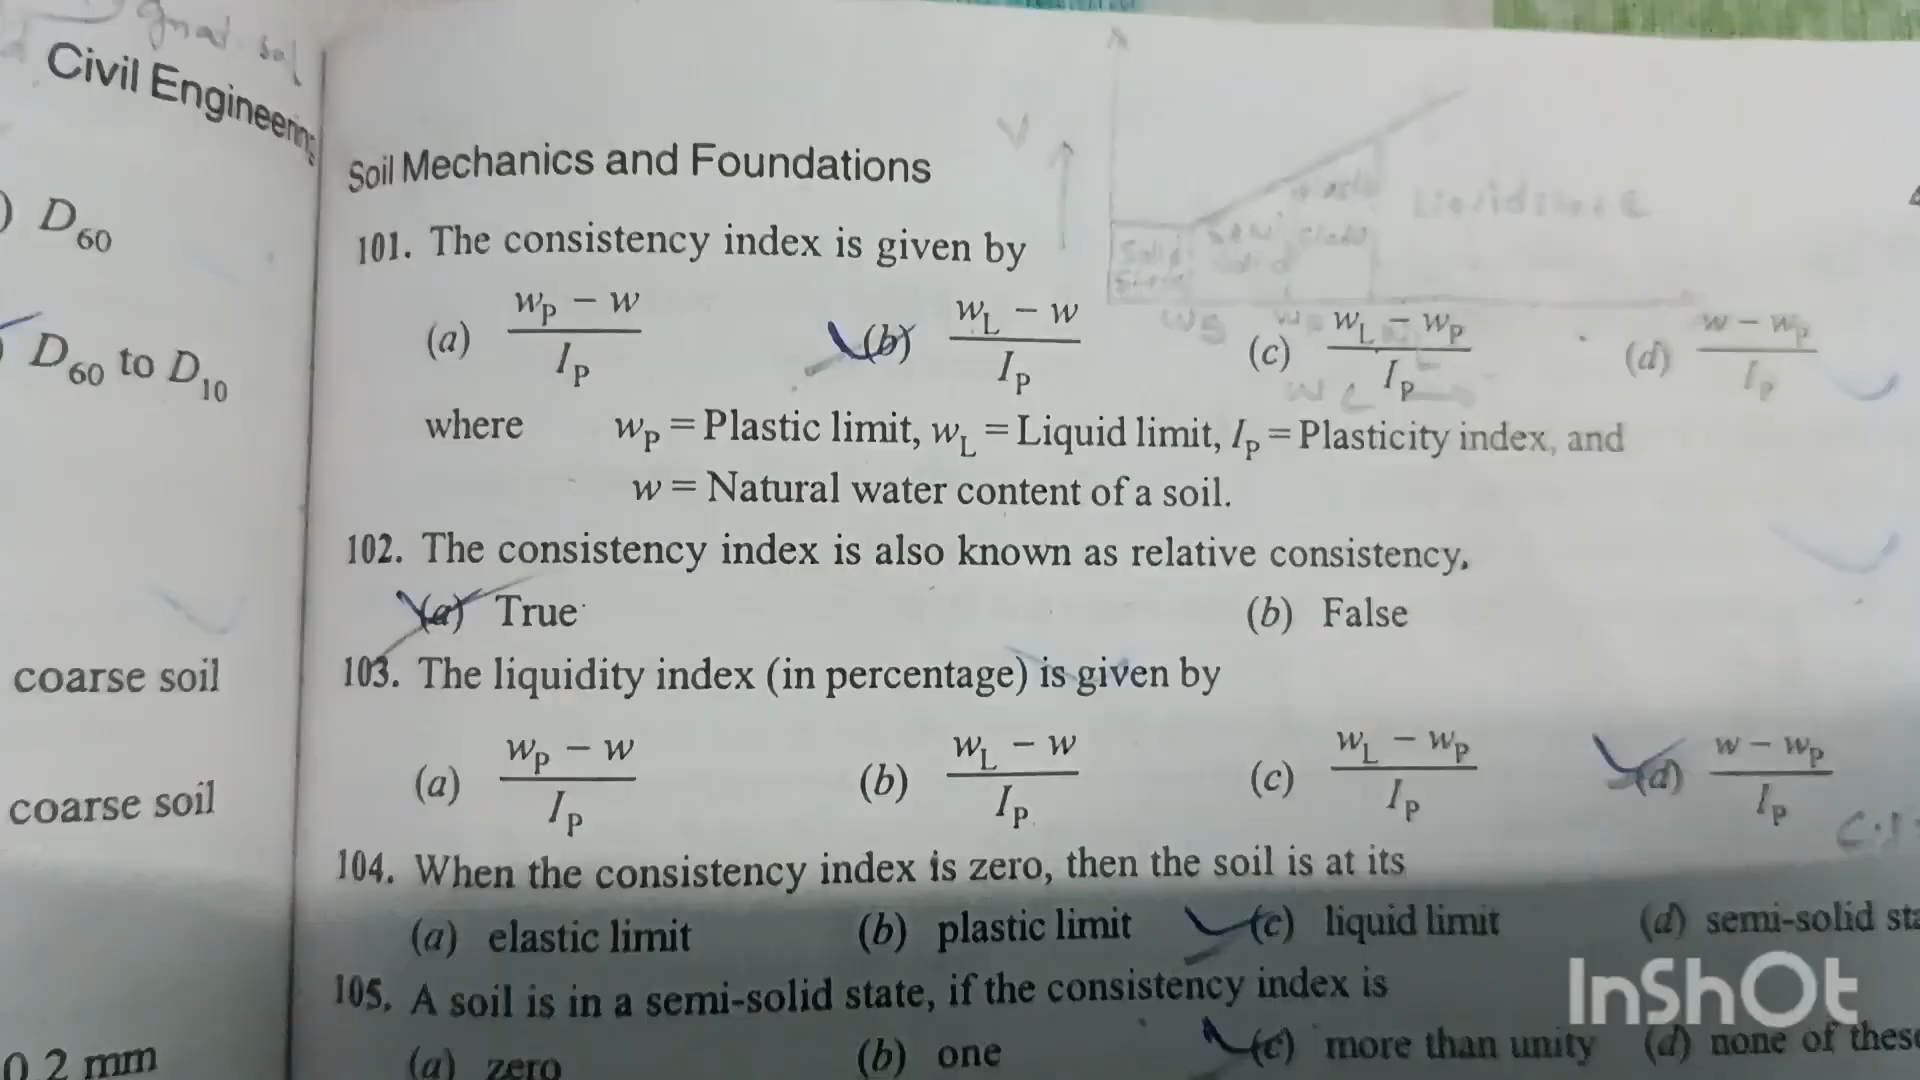 Civil Engineering
D60
D60 to D10
coarse soil
coarse soil
0.2 mm
Soil Mechanics and Foundations
101. The consistency index is given by
(a) (wP − w)/IP (b) (wL − w)/IP (c) (wL − wP)/IP (d) (w − wP)/IP
where wP = Plastic limit, wL = Liquid limit, IP = Plasticity index, and
w = Natural water content of a soil.
102. The consistency index is also known as relative consistency.
(a) True (b) False
103. The liquidity index (in percentage) is given by
(a) (wP − w)/IP (b) (wL − w)/IP (c) (wL − wP)/IP (d) (w − wP)/IP
104. When the consistency index is zero, then the soil is at its
(a) elastic limit (b) plastic limit (c) liquid limit (d) semi-solid sta
105. A soil is in a semi-solid state, if the consistency index is
(a) zero (b) one (c) more than unity (d) none of these
InShOt